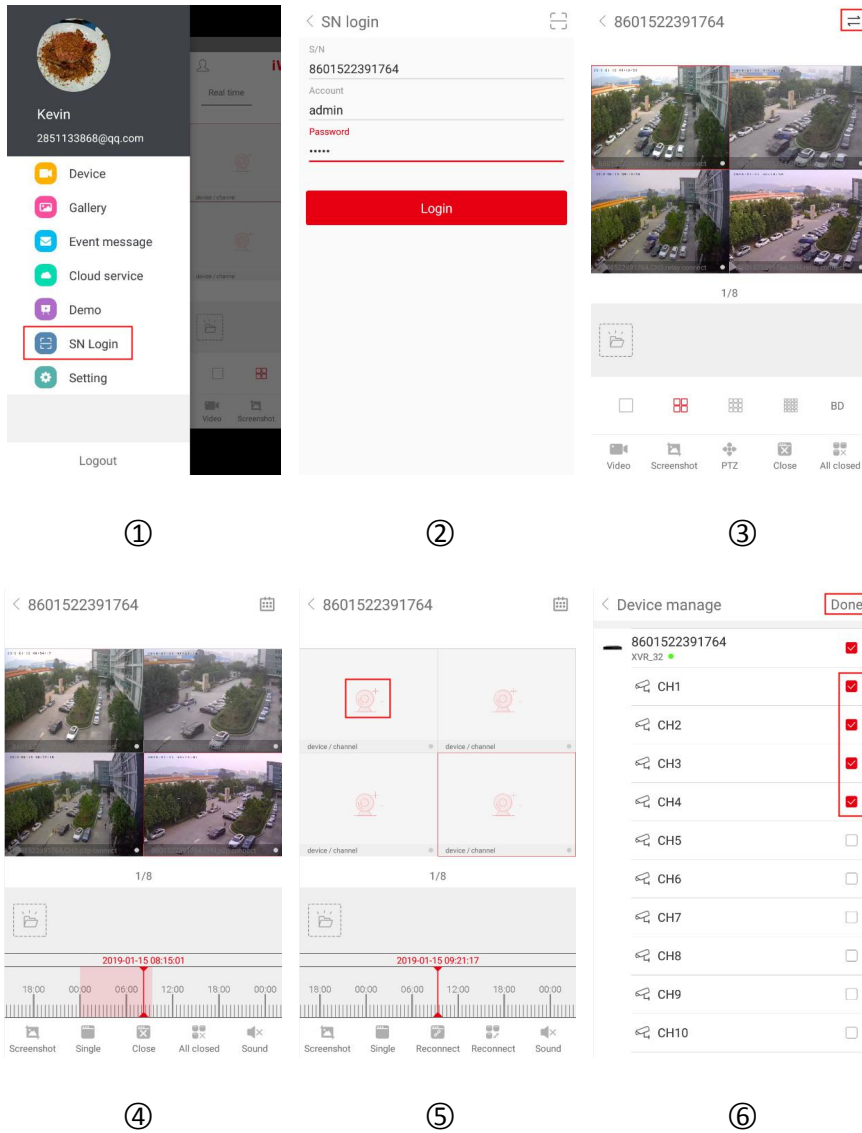 Kevin
2851133868@qq.com
Device
Gallery
Event message
Cloud service
Demo
SN Login
Setting
Logout
Real time
device / channel
device / channel
Video Screenshot
①
SN login
S/N
8601522391764
Account
admin
Password
•••••
Login
②
8601522391764
1/8
BD
Video Screenshot PTZ Close All closed
③
8601522391764
1/8
2019-01-15 08:15:01
18:00 00:00 06:00 12:00 18:00 00:00
Screenshot Single Close All closed Sound
④
8601522391764
device / channel device / channel
device / channel device / channel
1/8
2019-01-15 09:21:17
18:00 00:00 06:00 12:00 18:00 00:00
Screenshot Single Reconnect Reconnect Sound
⑤
Device manage Done
8601522391764
XVR_32
CH1
CH2
CH3
CH4
CH5
CH6
CH7
CH8
CH9
CH10
⑥